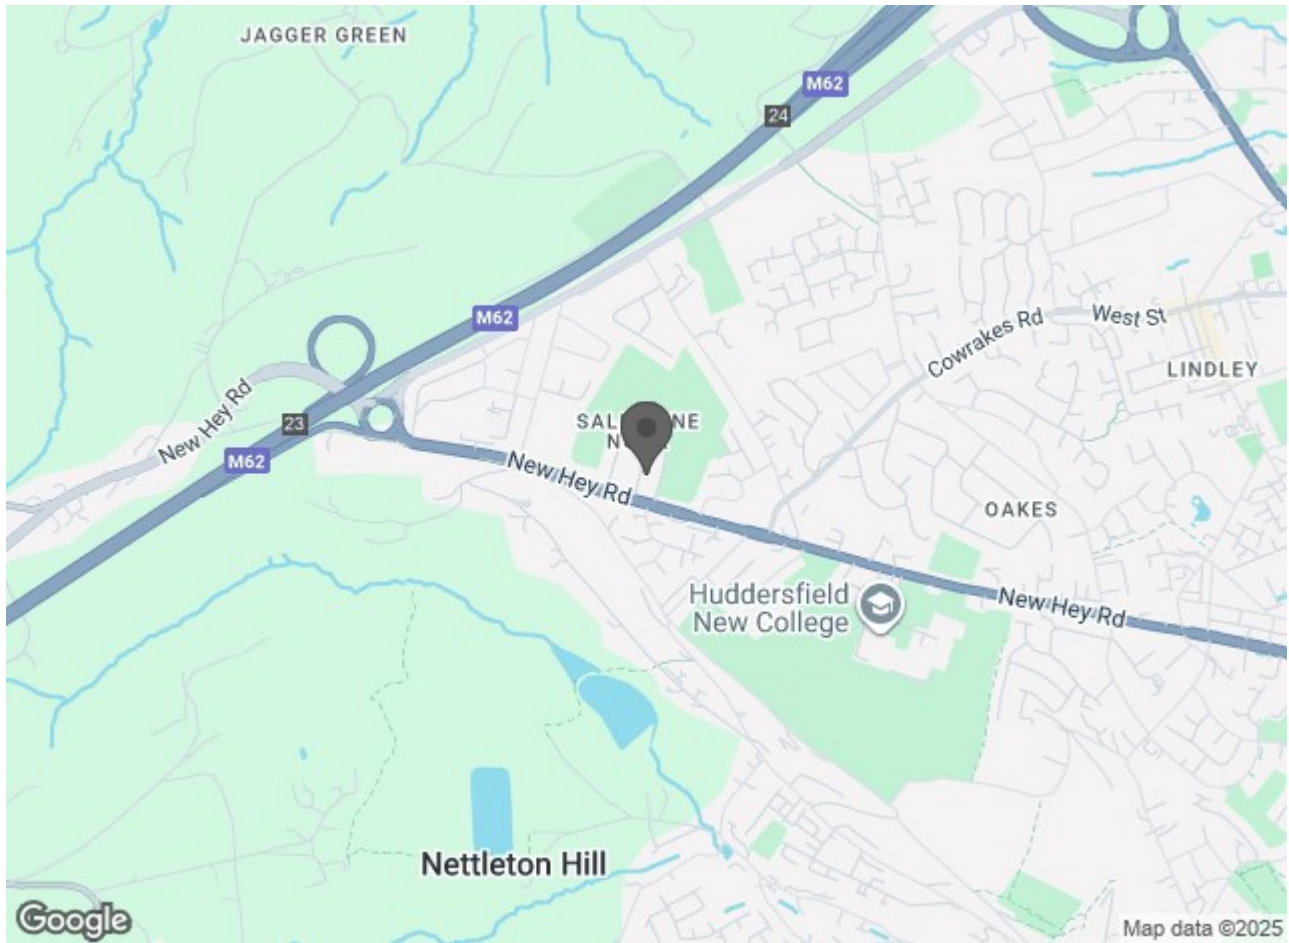 JAGGER GREEN
M62
24
West St
Cowrakes Rd
LINDLEY
M62
New Hey Rd
23
M62
New Hey Rd
OAKES
Huddersfield
New College
New Hey Rd
Nettleton Hill
Google
Map data ©2025